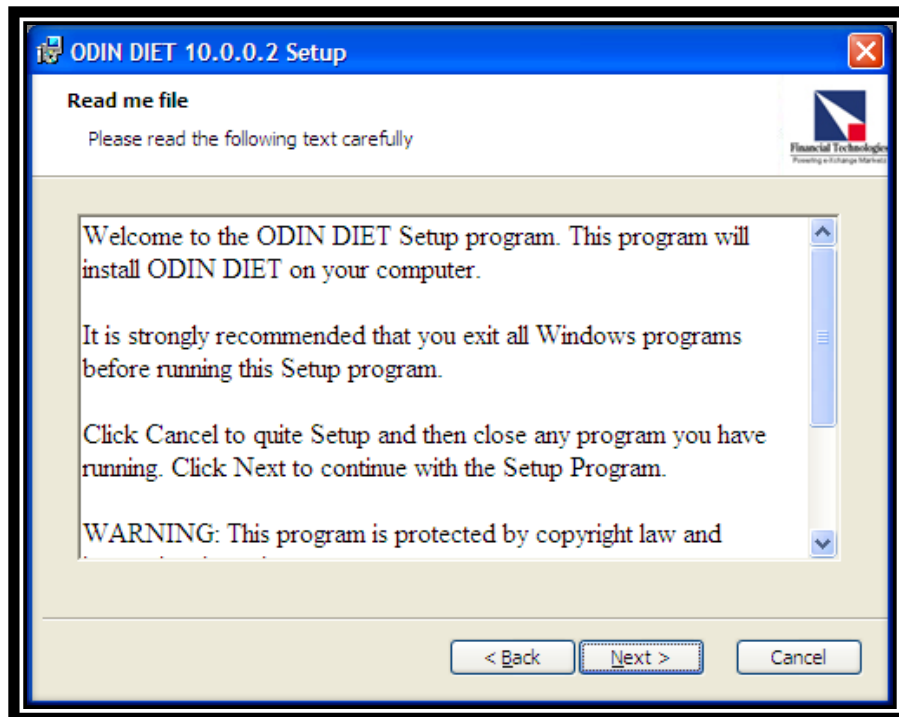 ODIN DIET 10.0.0.2 Setup
Read me file
Please read the following text carefully
Financial Technologies
Powering e-Xchange Markets
Welcome to the ODIN DIET Setup program. This program will
install ODIN DIET on your computer.
It is strongly recommended that you exit all Windows programs
before running this Setup program.
Click Cancel to quite Setup and then close any program you have
running. Click Next to continue with the Setup Program.
WARNING: This program is protected by copyright law and
< Back
Next >
Cancel